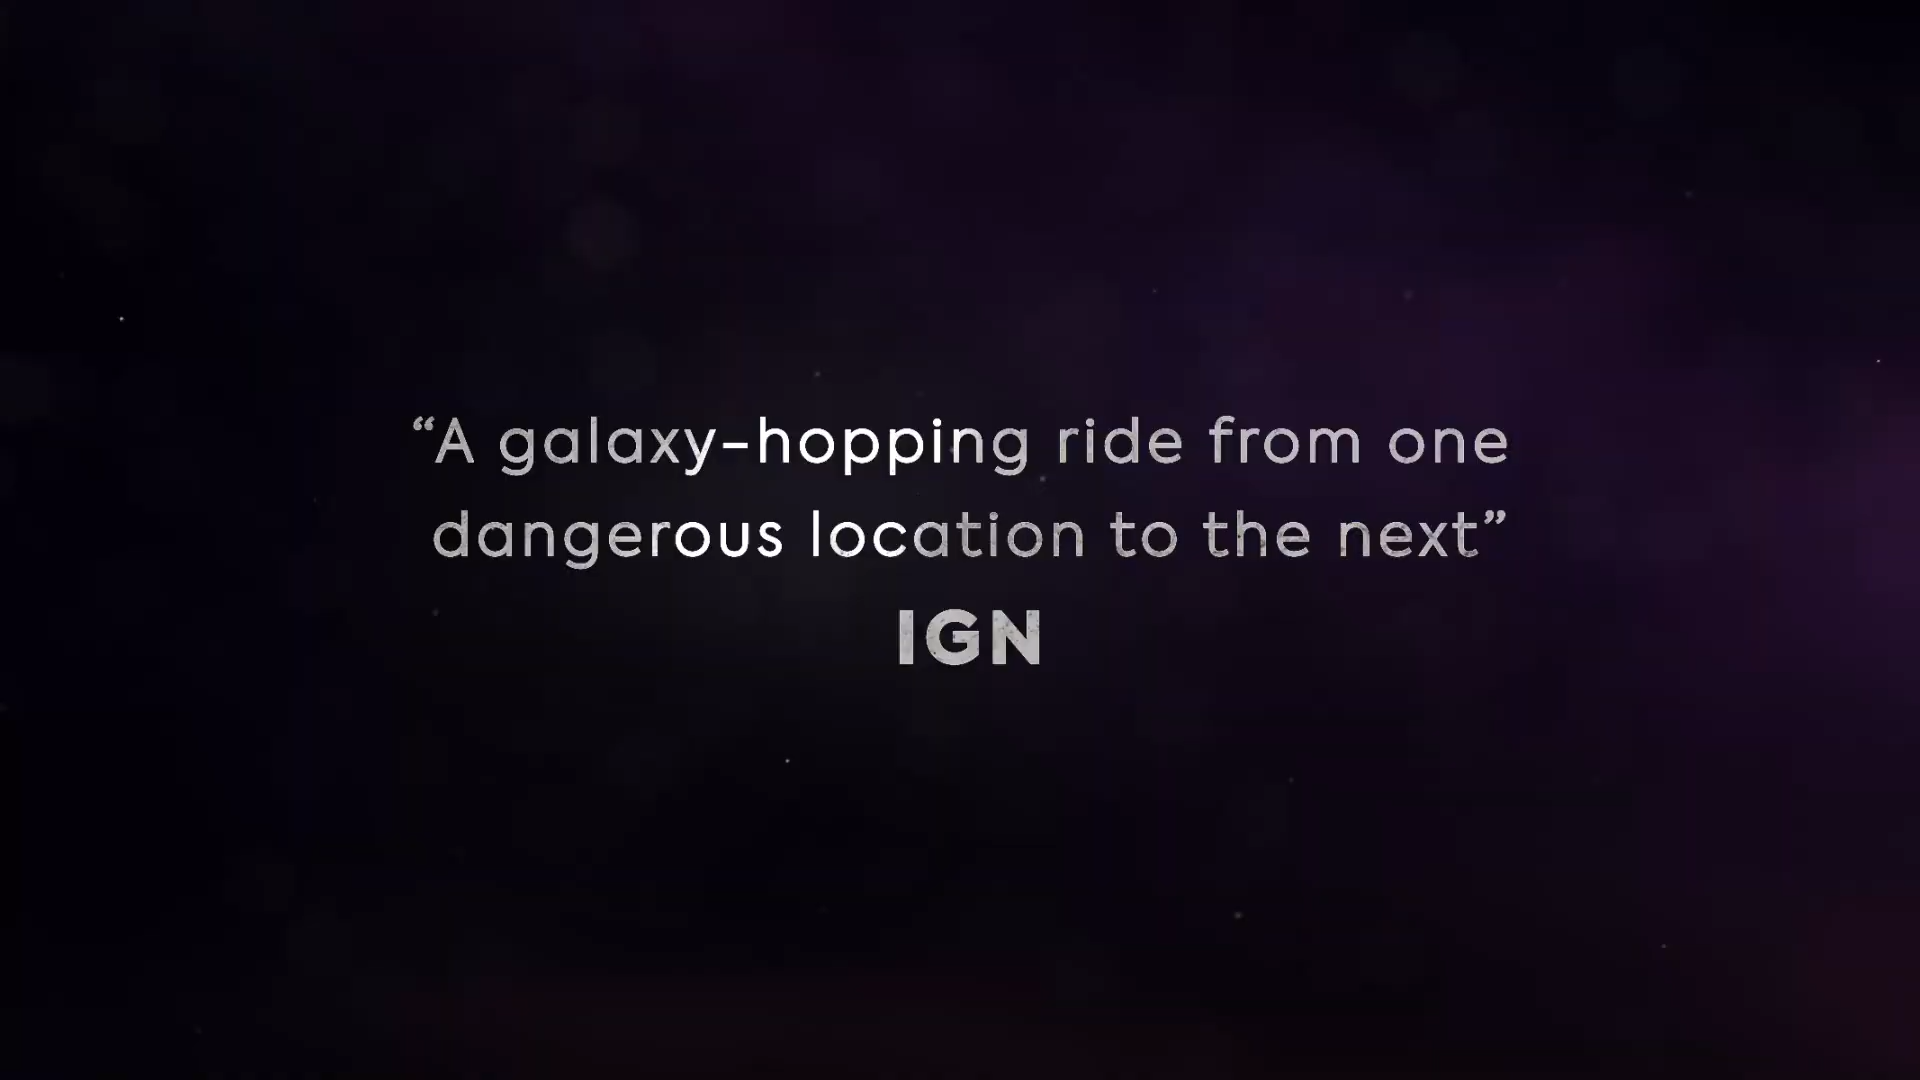 “A galaxy-hopping ride from one
dangerous location to the next”
IGN